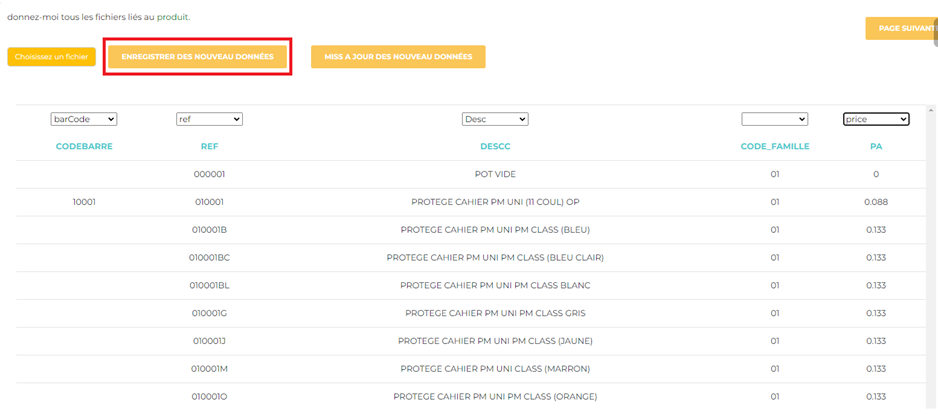 donnez-moi tous les fichiers liés au produit.
PAGE SUIVANT
Choisissez un fichier ENREGISTRER DES NOUVEAU DONNÉES MISS A JOUR DES NOUVEAU DONNÉES
barCode ref Desc price
CODEBARRE REF DESCC CODE_FAMILLE PA
000001 POT VIDE 01 0
10001 010001 PROTEGE CAHIER PM UNI (11 COUL) OP 01 0.088
010001B PROTEGE CAHIER PM UNI PM CLASS (BLEU) 01 0.133
010001BC PROTEGE CAHIER PM UNI PM CLASS (BLEU CLAIR) 01 0.133
010001BL PROTEGE CAHIER PM UNI PM CLASS BLANC 01 0.133
010001G PROTEGE CAHIER PM UNI PM CLASS GRIS 01 0.133
010001J PROTEGE CAHIER PM UNI PM CLASS (JAUNE) 01 0.133
010001M PROTEGE CAHIER PM UNI CLASS (MARRON) 01 0.133
010001O PROTEGE CAHIER PM UNI PM CLASS (ORANGE) 01 0.133